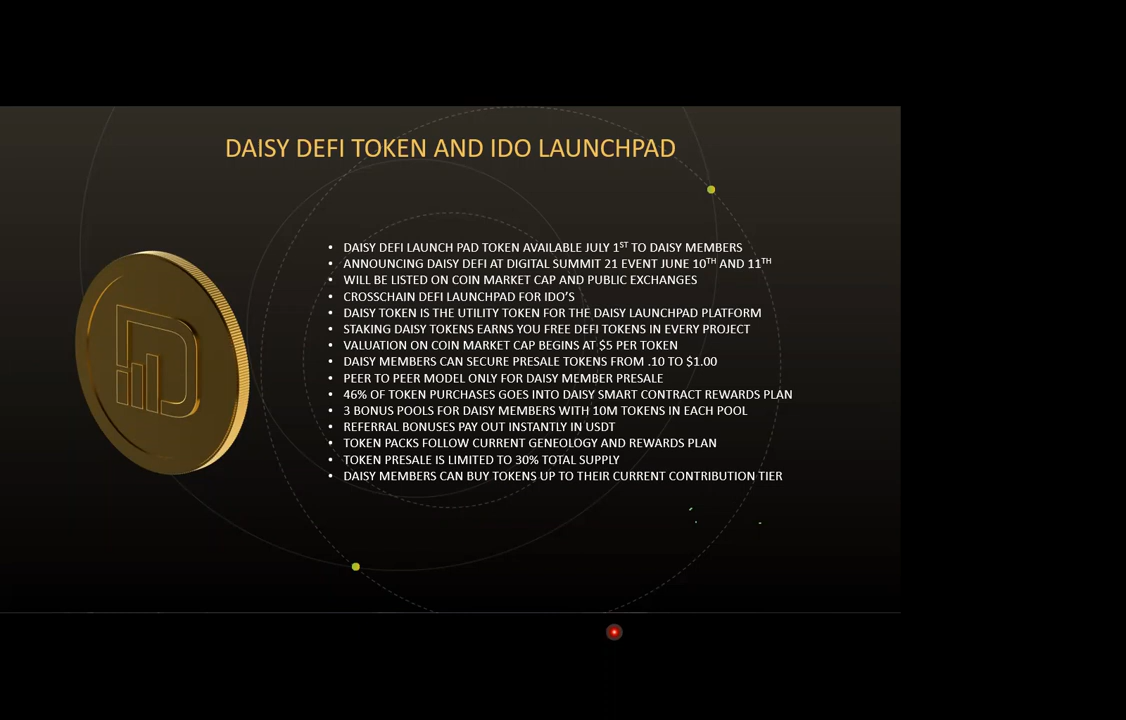 DAISY DEFI TOKEN AND IDO LAUNCHPAD
• DAISY DEFI LAUNCH PAD TOKEN AVAILABLE JULY 1ST TO DAISY MEMBERS
• ANNOUNCING DAISY DEFI AT DIGITAL SUMMIT 21 EVENT JUNE 10TH AND 11TH
• WILL BE LISTED ON COIN MARKET CAP AND PUBLIC EXCHANGES
• CROSSCHAIN DEFI LAUNCHPAD FOR IDO'S
• DAISY TOKEN IS THE UTILITY TOKEN FOR THE DAISY LAUNCHPAD PLATFORM
• STAKING DAISY TOKENS EARNS YOU FREE DEFI TOKENS IN EVERY PROJECT
• VALUATION ON COIN MARKET CAP BEGINS AT $5 PER TOKEN
• DAISY MEMBERS CAN SECURE PRESALE TOKENS FROM .10 TO $1.00
• PEER TO PEER MODEL ONLY FOR DAISY MEMBER PRESALE
• 46% OF TOKEN PURCHASES GOES INTO DAISY SMART CONTRACT REWARDS PLAN
• 3 BONUS POOLS FOR DAISY MEMBERS WITH 10M TOKENS IN EACH POOL
• REFERRAL BONUSES PAY OUT INSTANTLY IN USDT
• TOKEN PACKS FOLLOW CURRENT GENEOLOGY AND REWARDS PLAN
• TOKEN PRESALE IS LIMITED TO 30% TOTAL SUPPLY
• DAISY MEMBERS CAN BUY TOKENS UP TO THEIR CURRENT CONTRIBUTION TIER